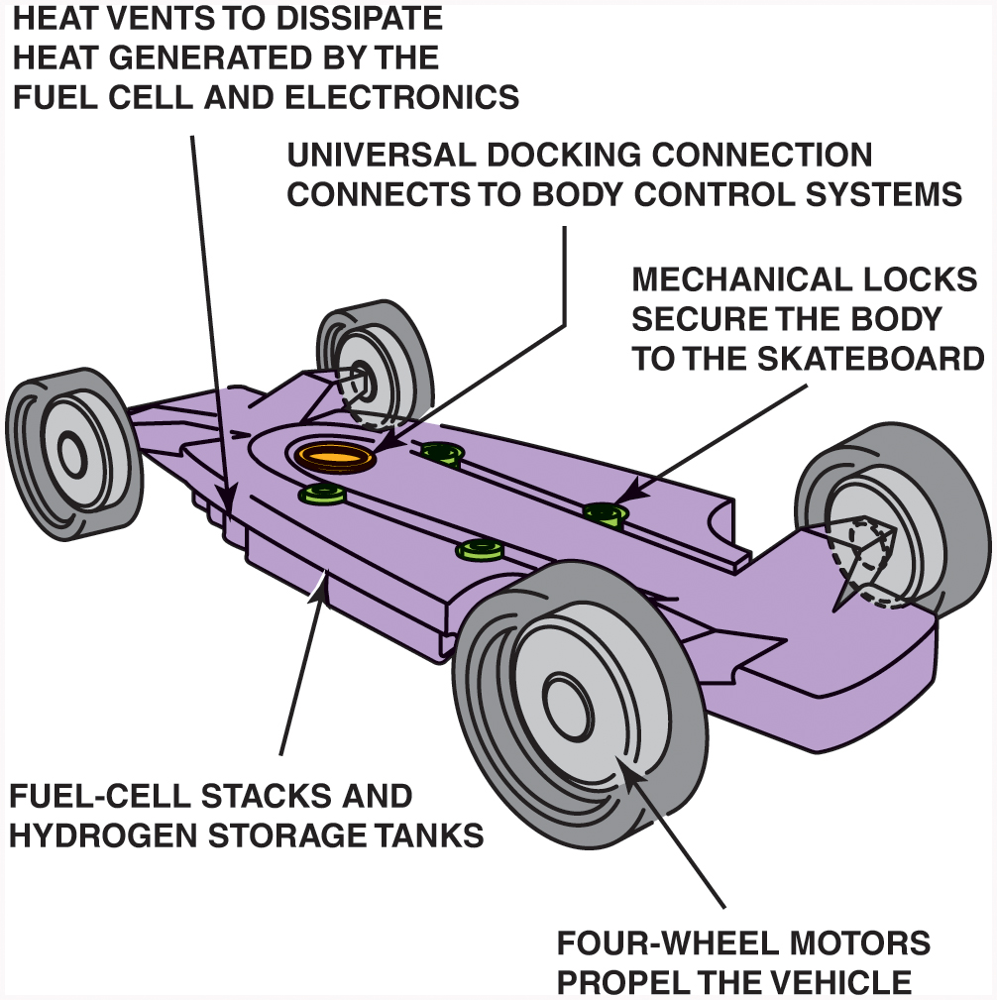 HEAT VENTS TO DISSIPATE
HEAT GENERATED BY THE
FUEL CELL AND ELECTRONICS
UNIVERSAL DOCKING CONNECTION
CONNECTS TO BODY CONTROL SYSTEMS
MECHANICAL LOCKS
SECURE THE BODY
TO THE SKATEBOARD
FUEL-CELL STACKS AND
HYDROGEN STORAGE TANKS
FOUR-WHEEL MOTORS
PROPEL THE VEHICLE